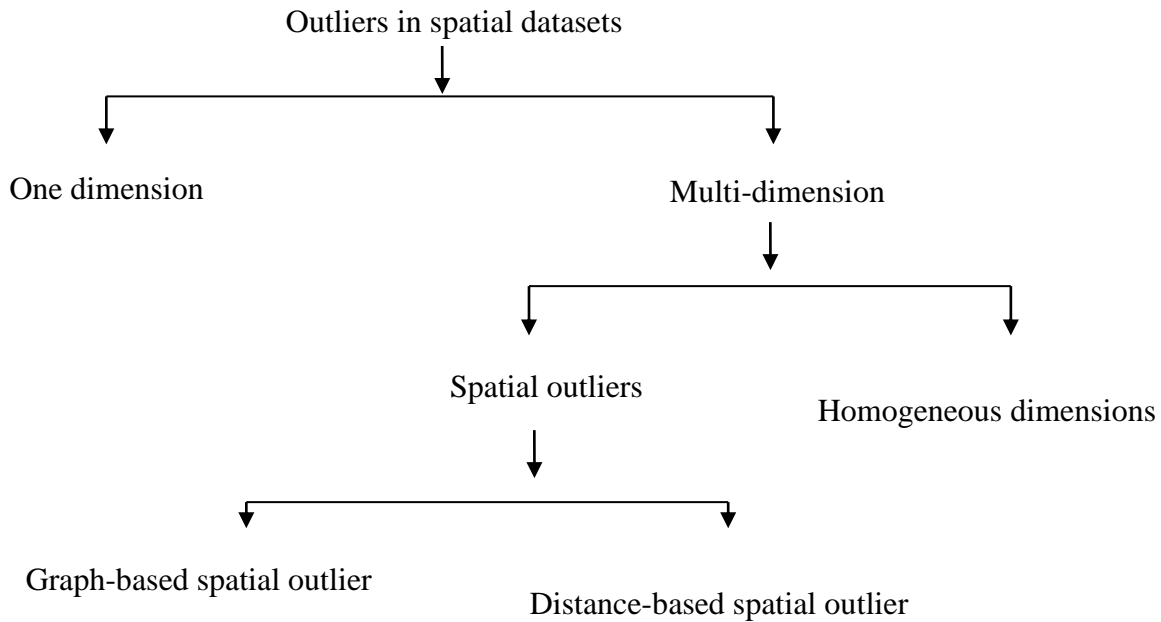 Outliers in spatial datasets
One dimension
Multi-dimension
Spatial outliers
Homogeneous dimensions
Graph-based spatial outlier
Distance-based spatial outlier